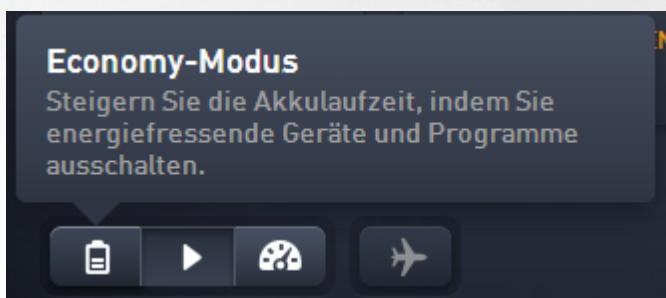 Economy-Modus
Steigern Sie die Akkulaufzeit, indem Sie
energiefressende Geräte und Programme
ausschalten.